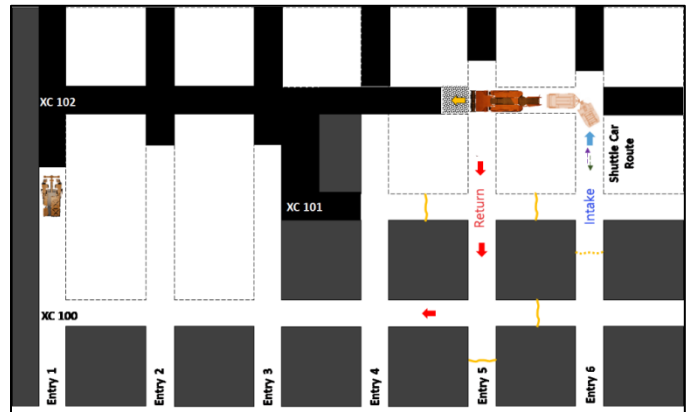 XC 102
Shuttle Car
Route
XC 101
Return
Intake
XC 100
Entry 1
Entry 2
Entry 3
Entry 4
Entry 5
Entry 6